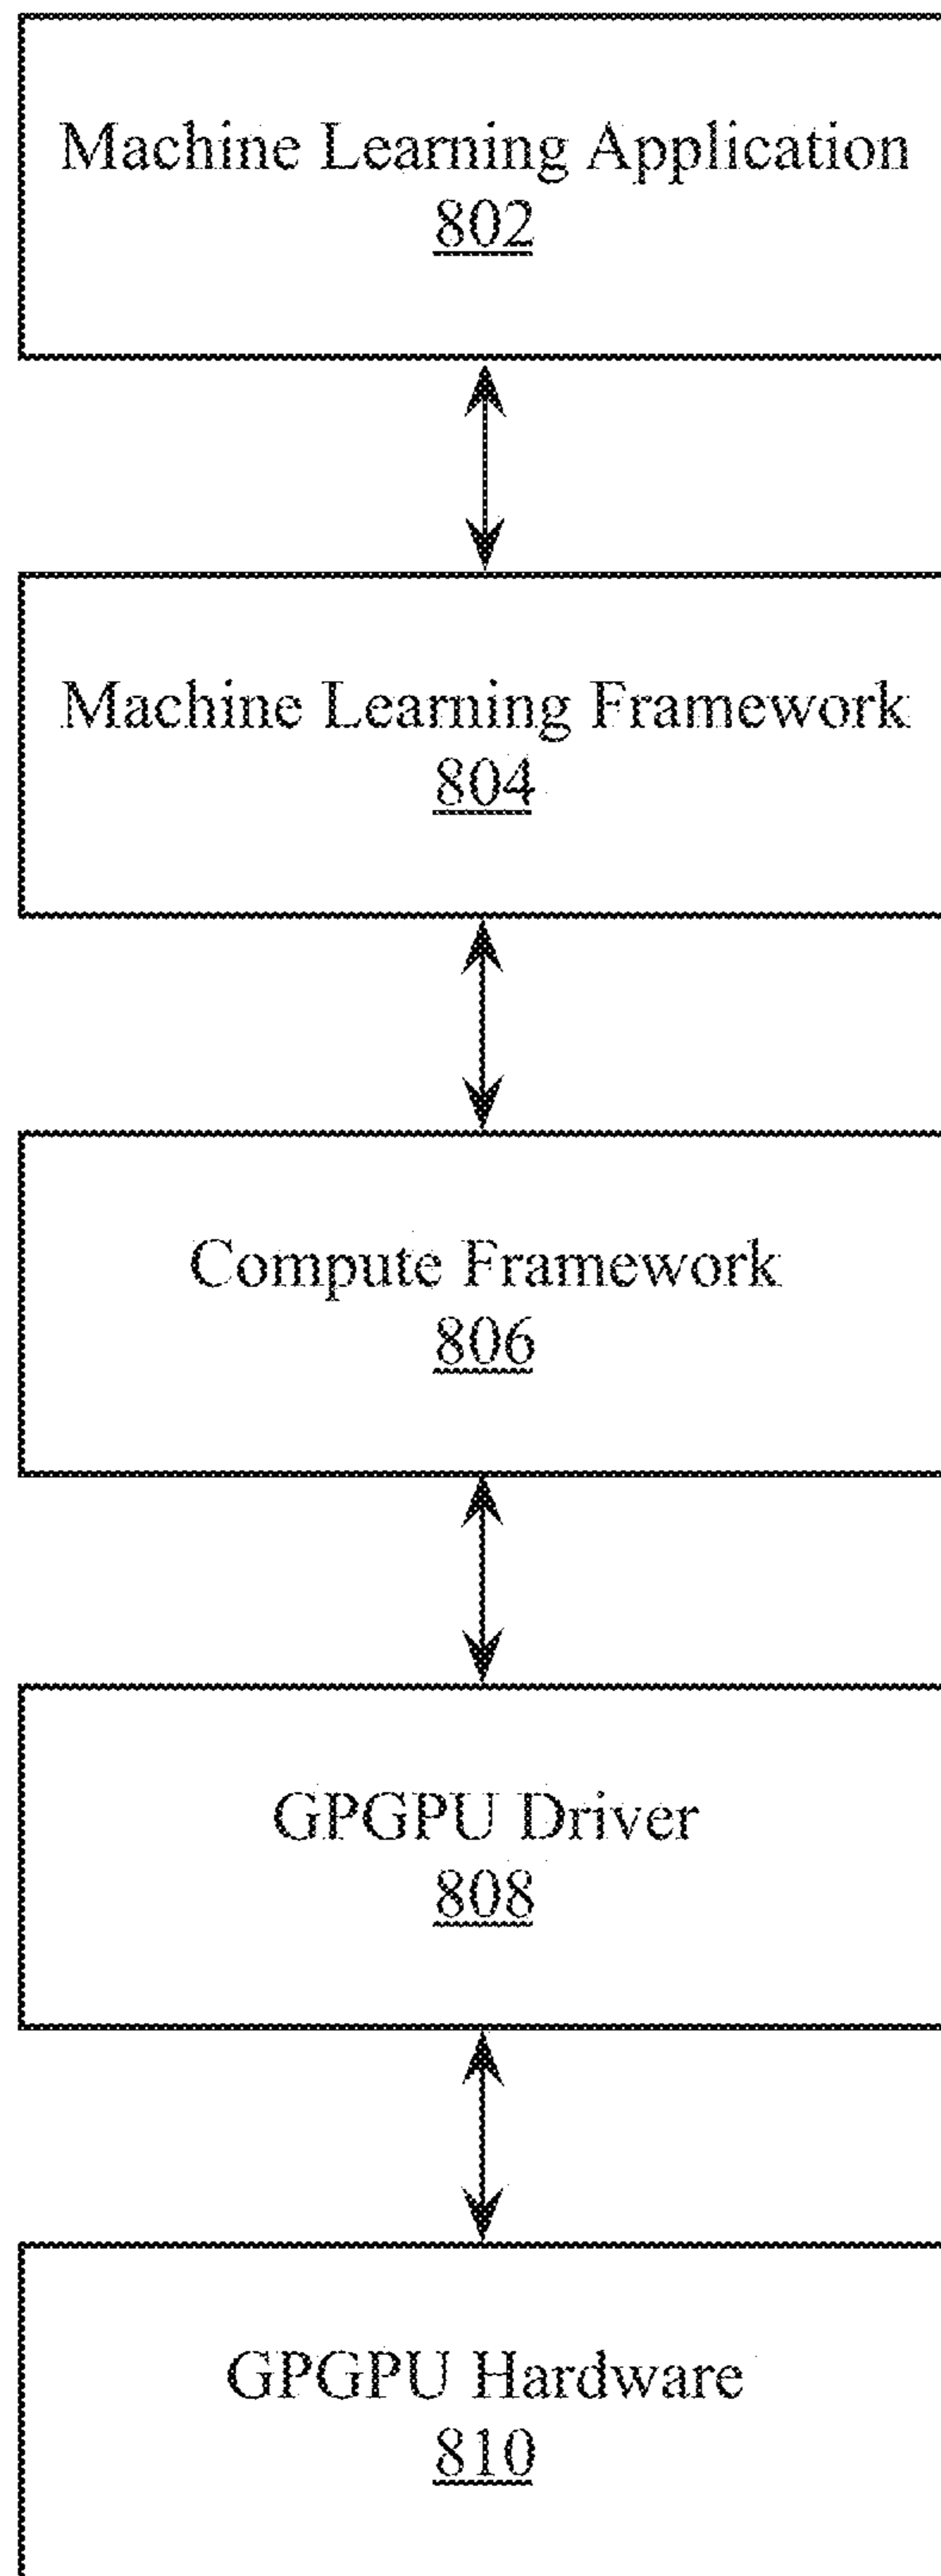 Machine Learning Application
802
Machine Learning Framework
804
Compute Framework
806
GPGPU Driver
808
GPGPU Hardware
810